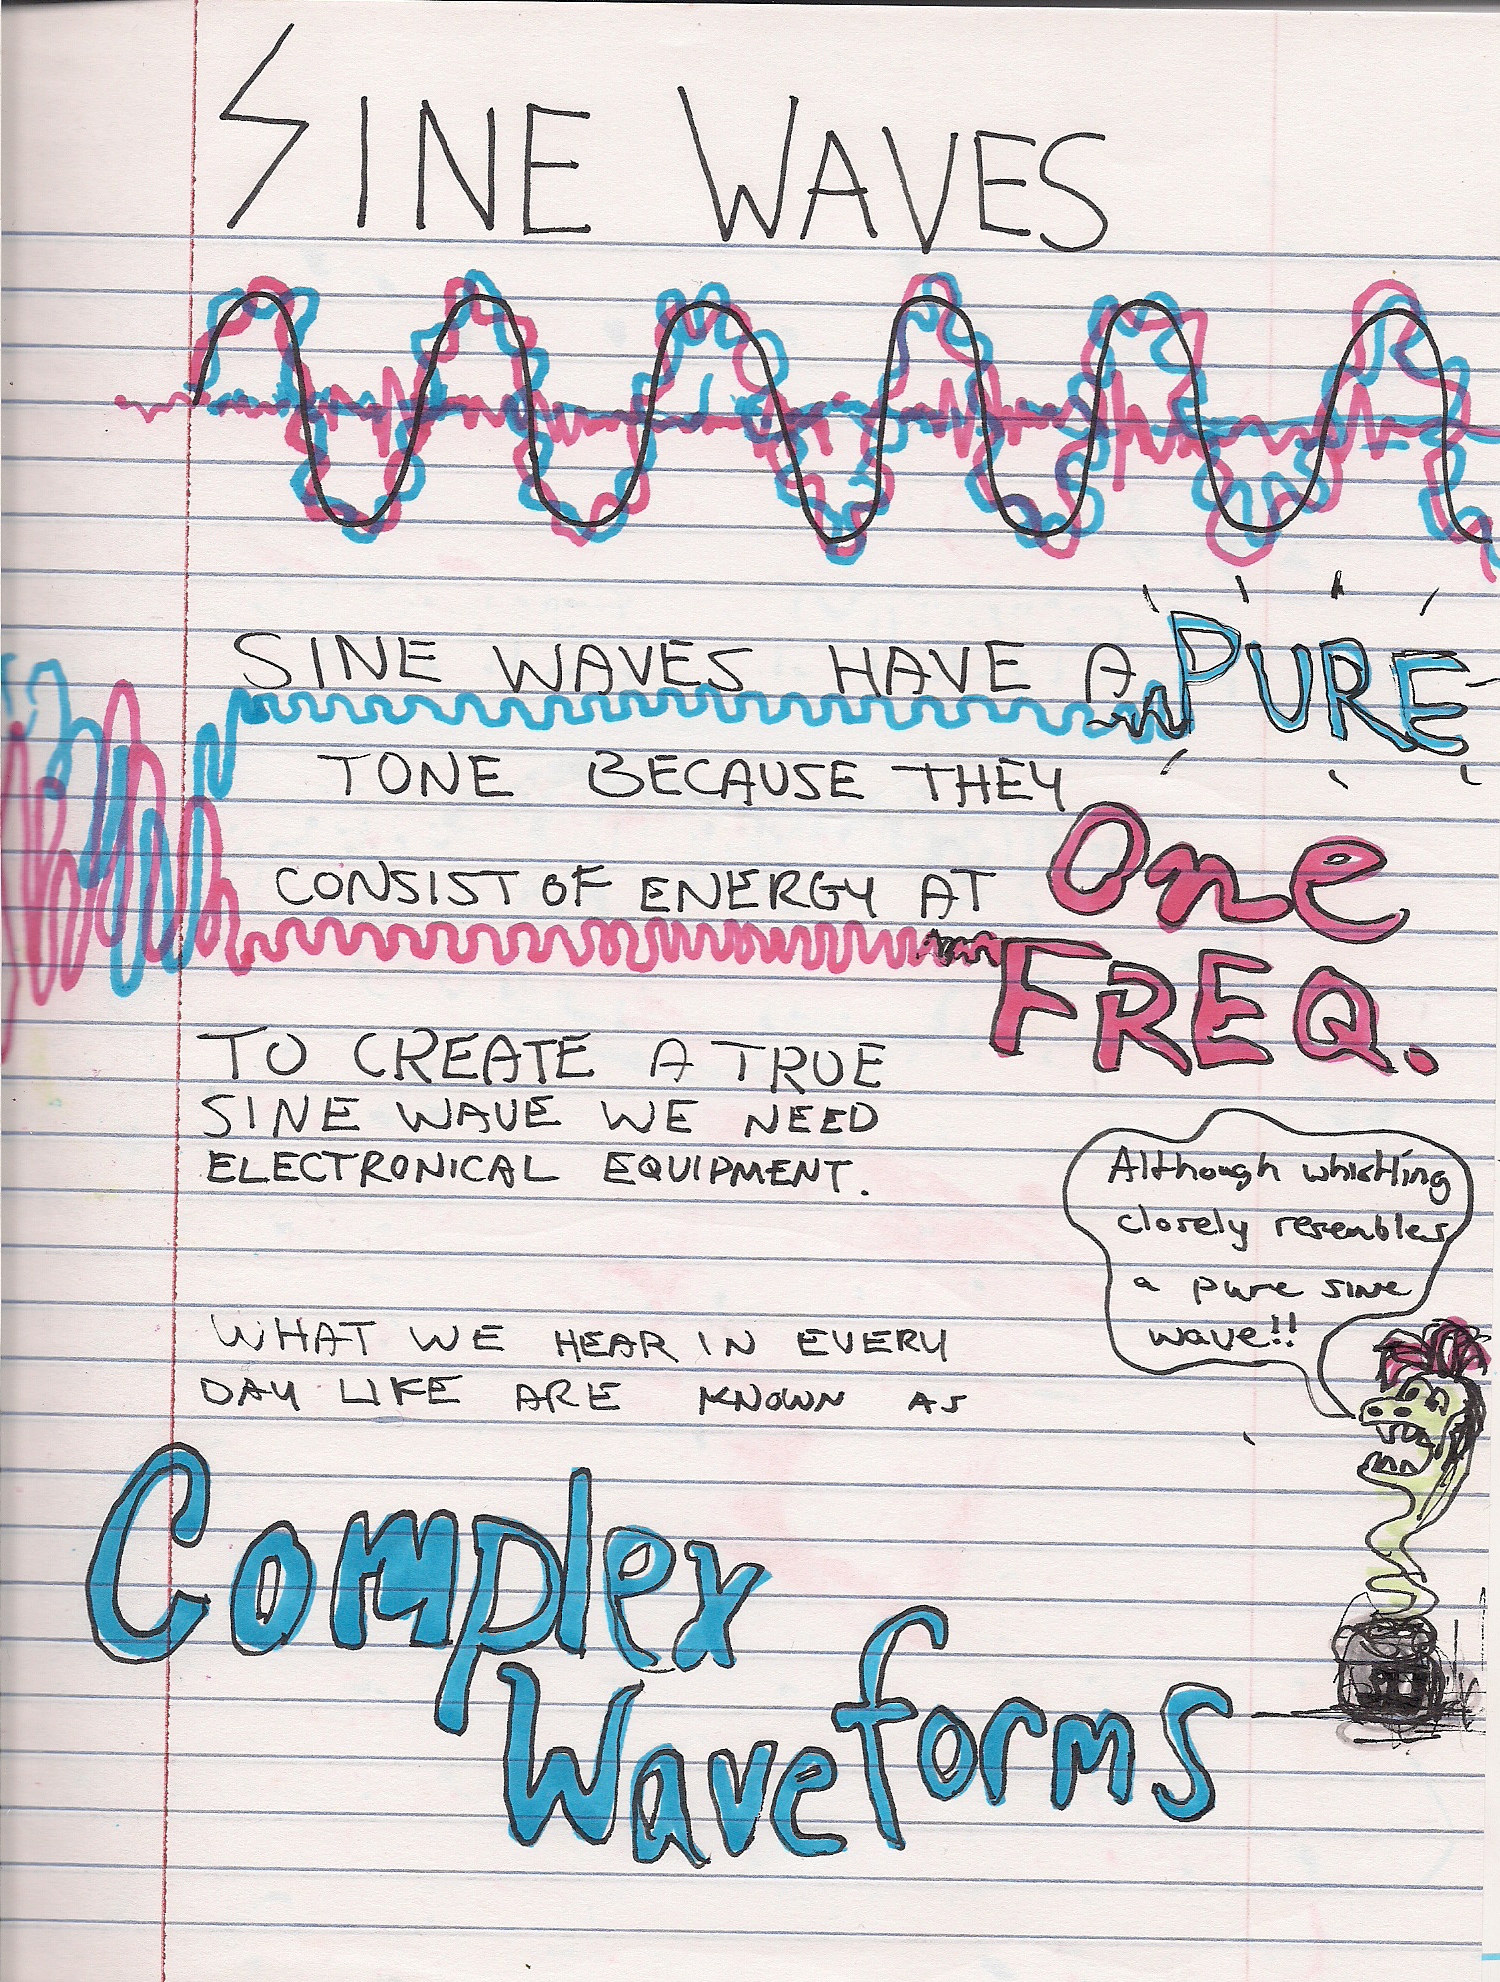 SINE WAVES
SINE WAVES HAVE A PURE
TONE BECAUSE THEY
CONSIST OF ENERGY AT One
FREQ.
TO CREATE A TRUE
SINE WAVE WE NEED
ELECTRONICAL EQUIPMENT.
Although whistling
closely resembles
a pure sine
wave!!
WHAT WE HEAR IN EVERY
DAY LIKE ARE KNOWN AS
Complex
Waveforms